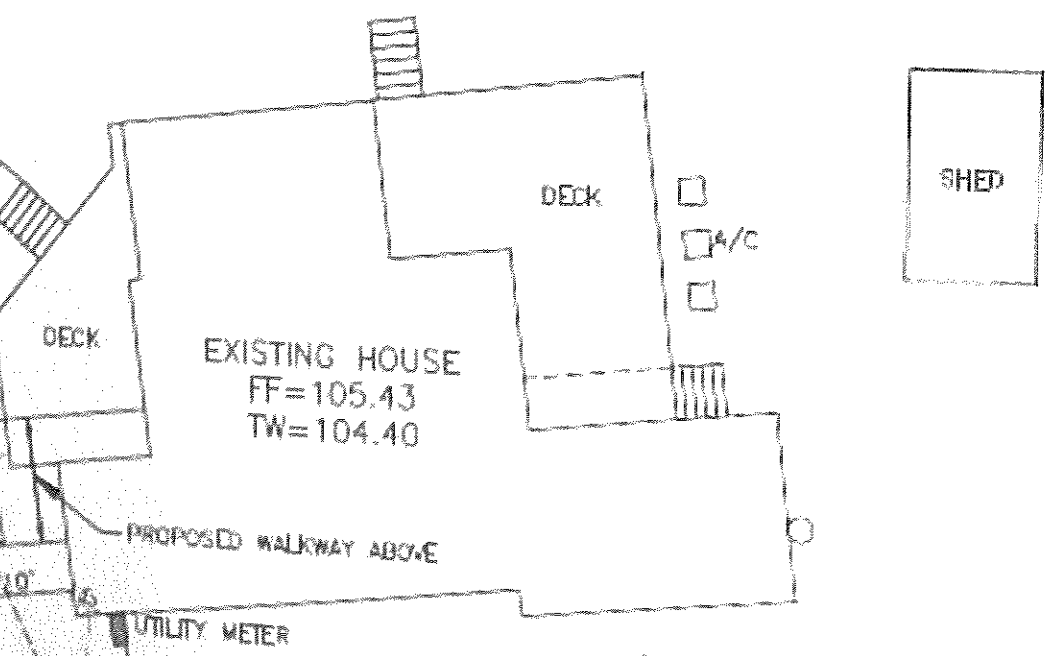 DECK
SHED
A/C
DECK
EXISTING HOUSE
FF=105.43
TW=104.40
PROPOSED WALKWAY ABOVE
UTILITY METER